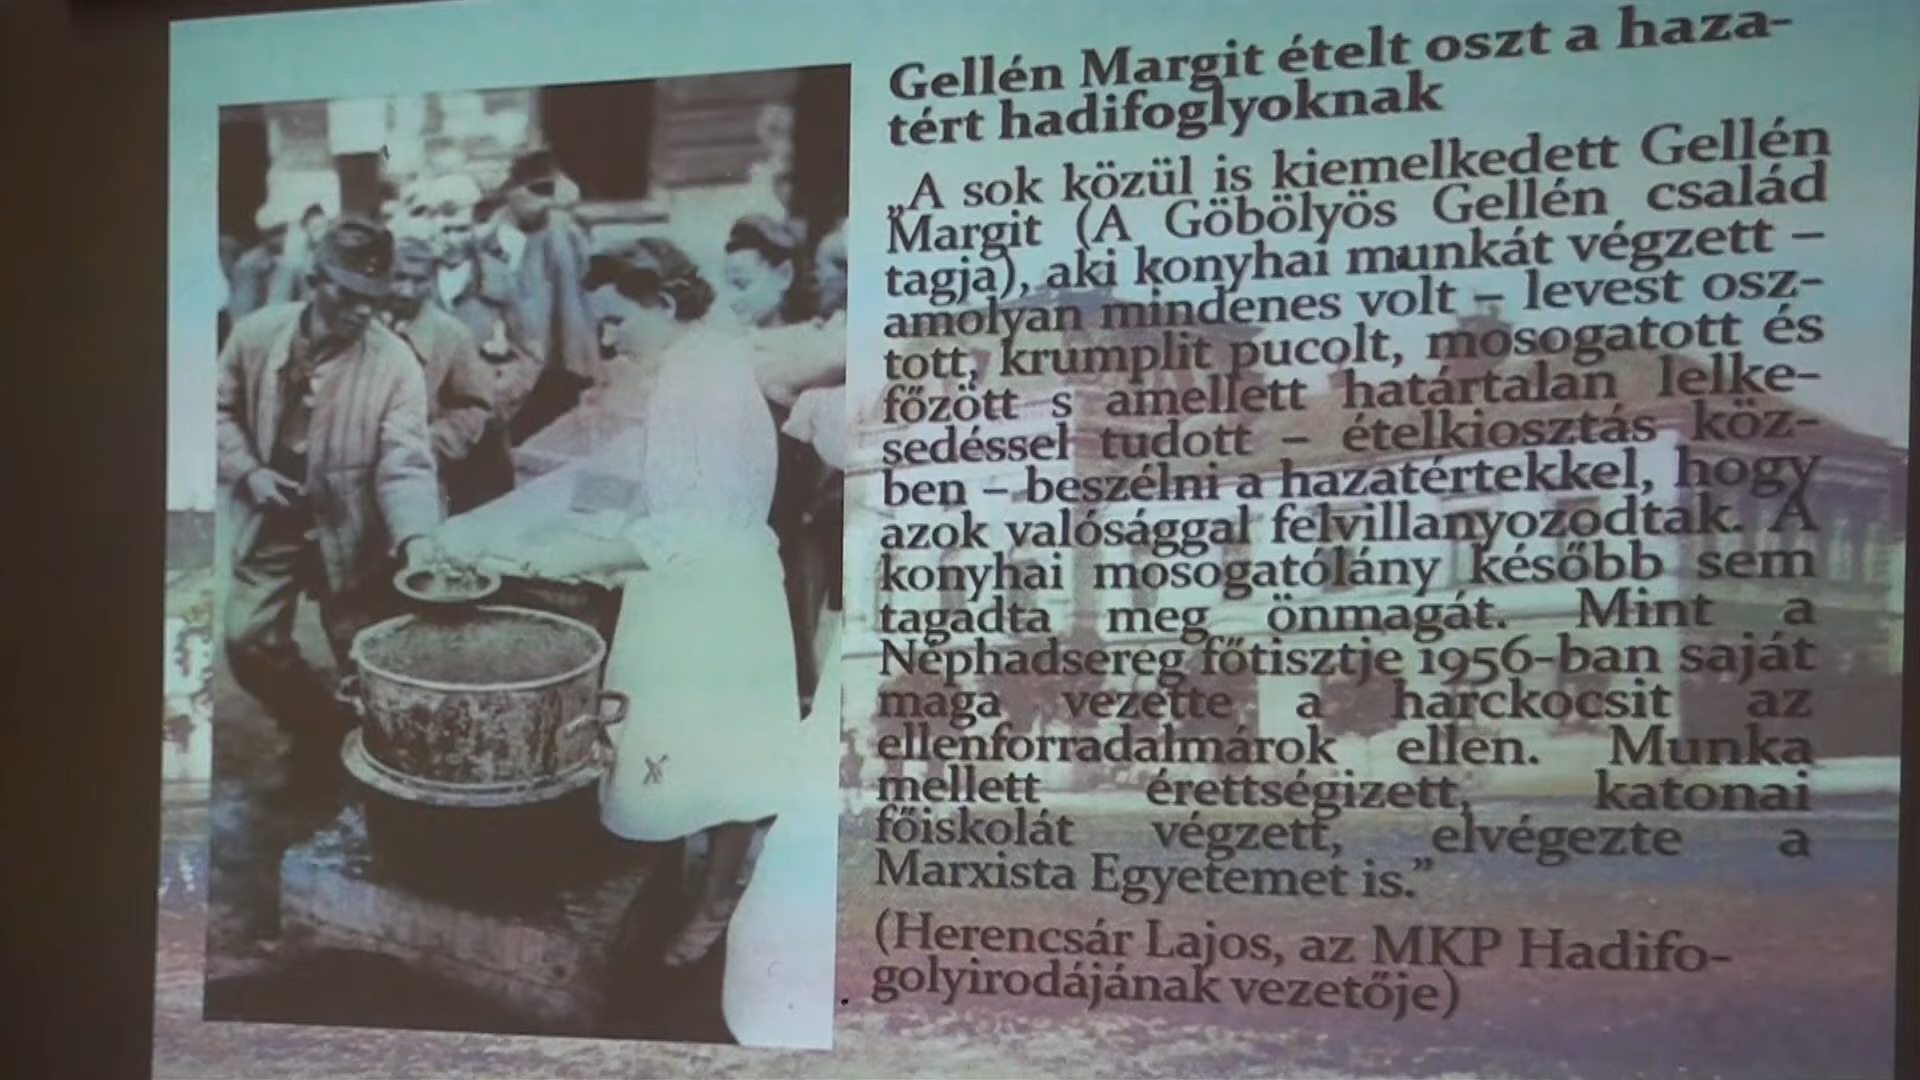 Gellén Margit ételt oszt a haza-
tért hadifoglyoknak
„A sok közül is kiemelkedett Gellén
Margit (A Göbölyös Gellén család
tagja), aki konyhai munkát végzett –
amolyan mindenes volt – levest osz-
tott, krumplit pucolt, mosogatott és
főzött s amellett határtalan lelke-
sedéssel tudott – ételkiosztás köz-
ben – beszélni a hazatértekkel, hogy
azok valósággal felvillanyozodtak. A
konyhai mosogatólány később sem
tagadta meg önmagát. Mint a
Néphadsereg főtisztje 1956-ban saját
maga vezette a harckocsit az
ellenforradalmárok ellen. Munka
mellett érettségizett, katonai
főiskolát végzett, elvégezte a
Marxista Egyetemet is.”
(Herencsár Lajos, az MKP Hadifo-
golyirodájának vezetője)